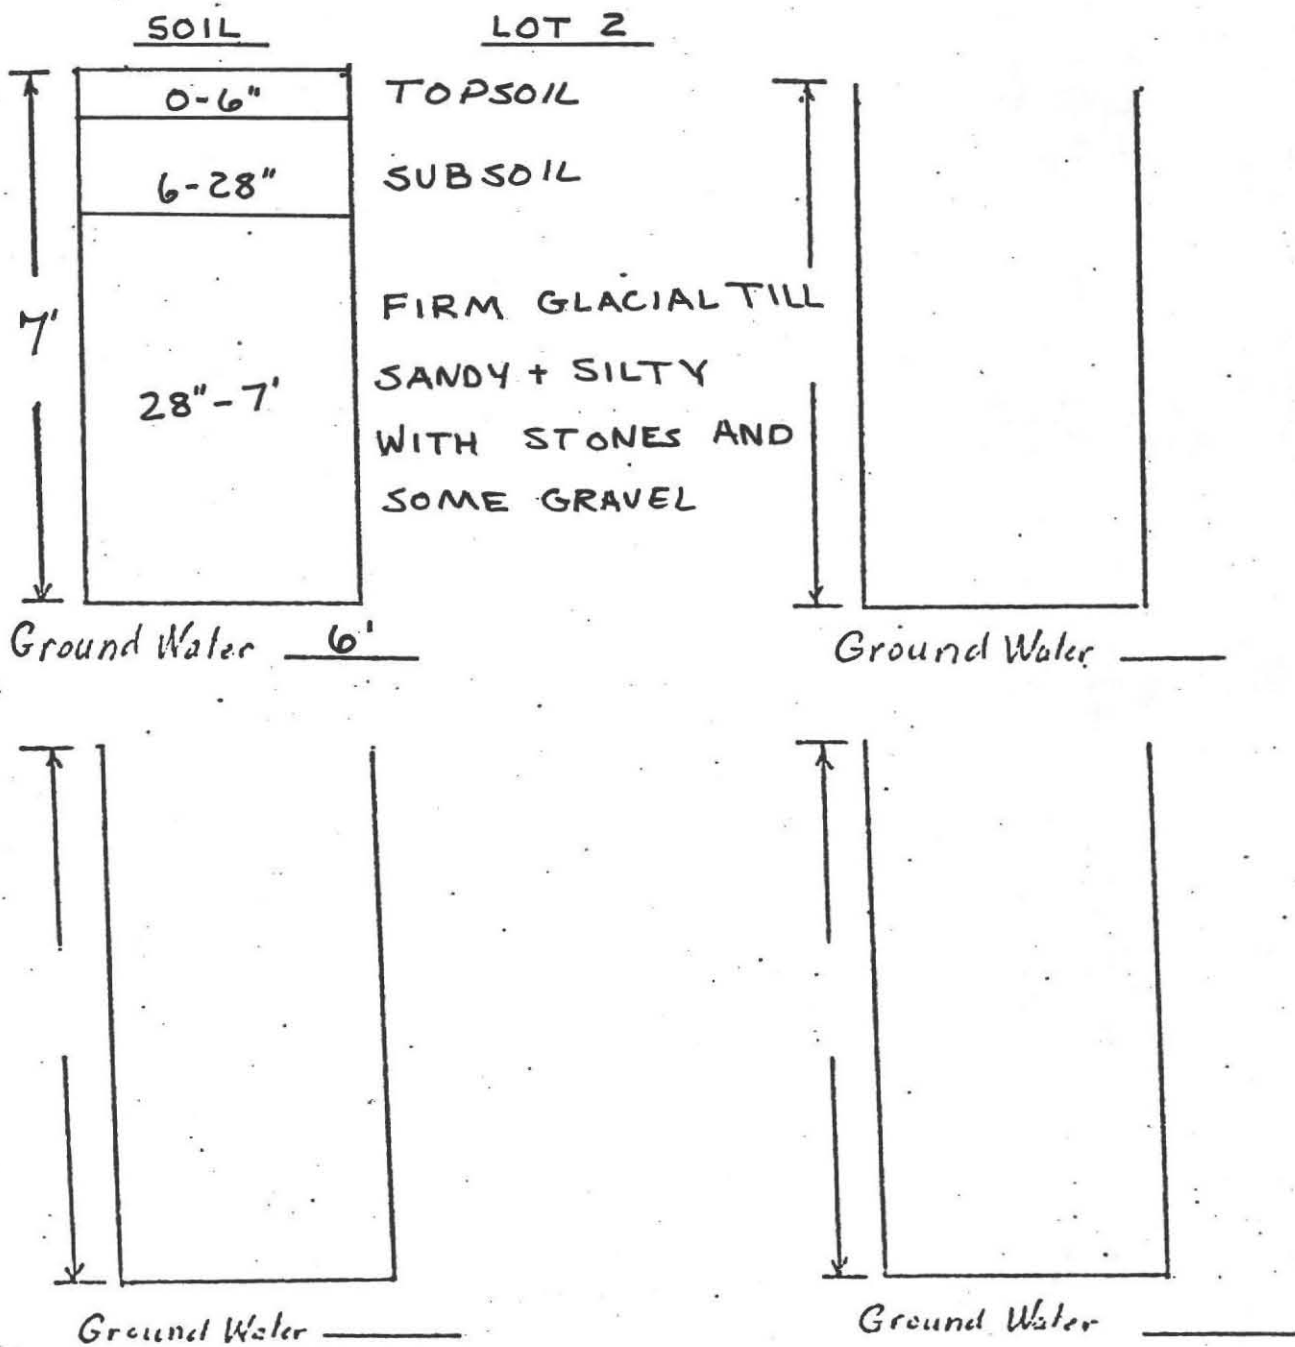 SOIL LOT 2
0-6" TOPSOIL
6-28" SUBSOIL
7'
28"-7'
FIRM GLACIAL TILL
SANDY + SILTY
WITH STONES AND
SOME GRAVEL
Ground Water 6'
Ground Water
Ground Water
Ground Water